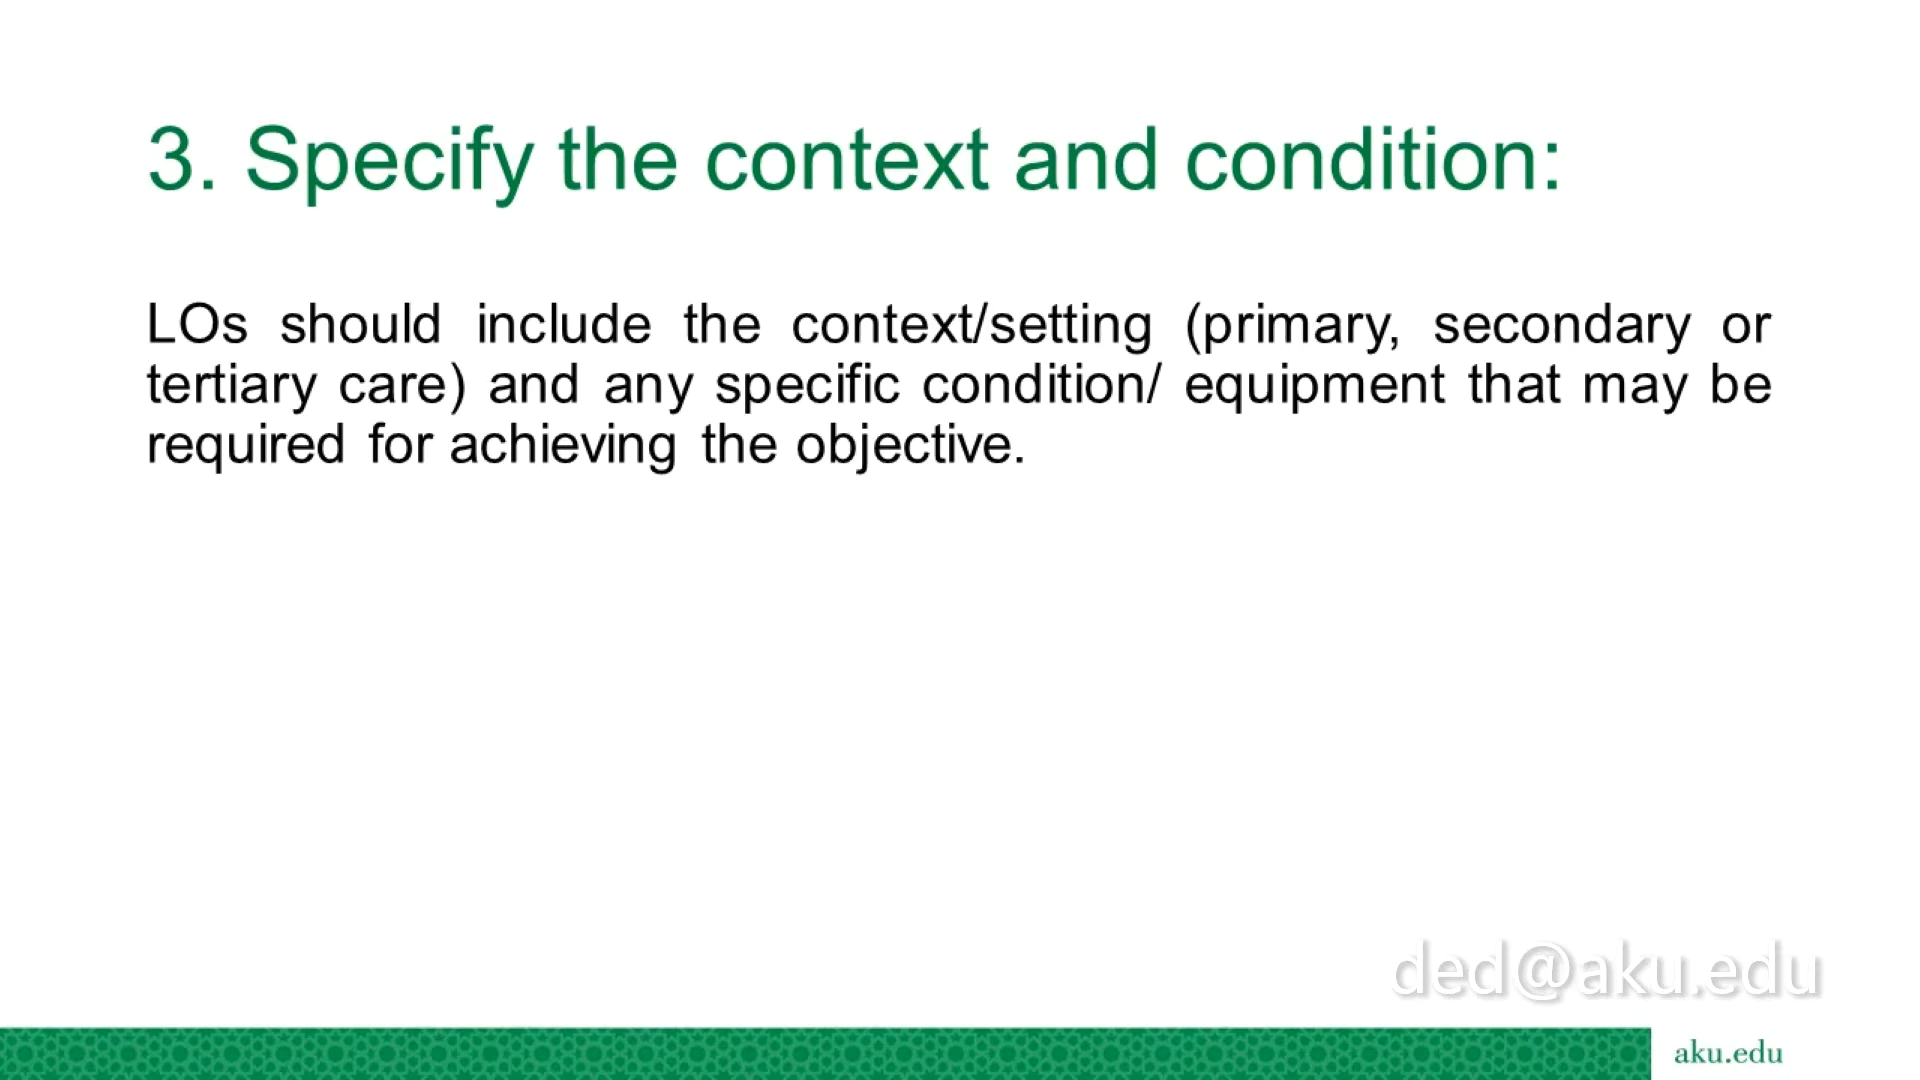 3. Specify the context and condition:
LOs should include the context/setting (primary, secondary or
tertiary care) and any specific condition/ equipment that may be
required for achieving the objective.
ded@aku.edu
aku.edu